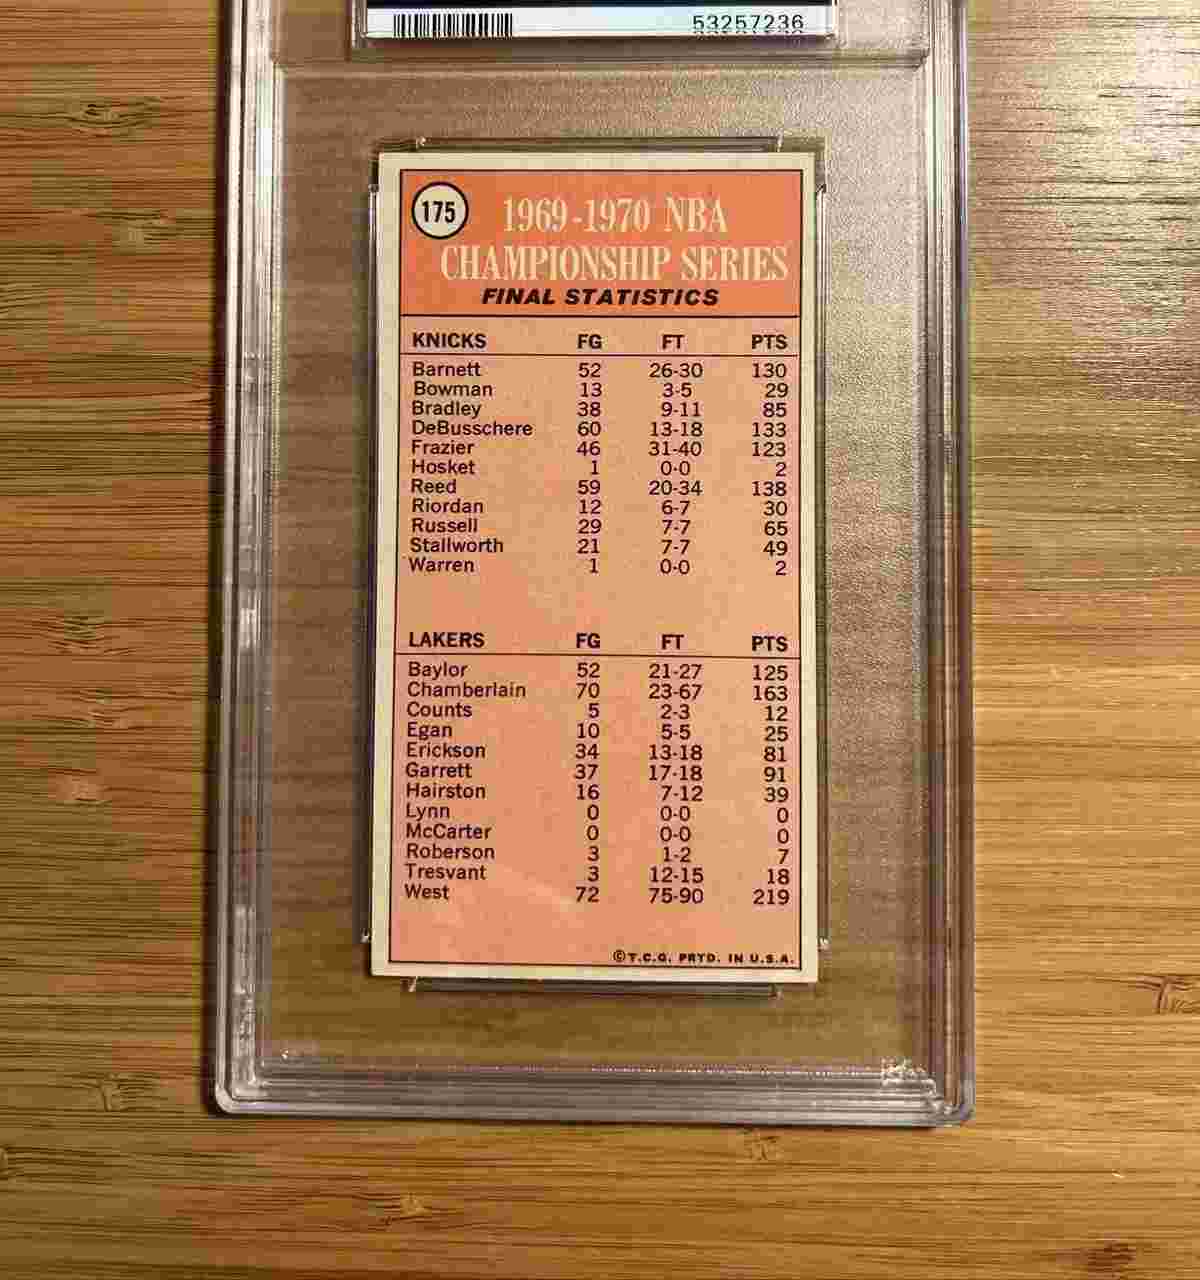 53257236
175
1969-1970 NBA
CHAMPIONSHIP SERIES
FINAL STATISTICS
KNICKS FG FT PTS
Barnett 52 26-30 130
Bowman 13 3-5 29
Bradley 38 9-11 85
DeBusschere 60 13-18 133
Frazier 46 31-40 123
Hosket 1 0-0 2
Reed 59 20-34 138
Riordan 12 6-7 30
Russell 29 7-7 65
Stallworth 21 7-7 49
Warren 1 0-0 2
LAKERS FG FT PTS
Baylor 52 21-27 125
Chamberlain 70 23-67 163
Counts 5 2-3 12
Egan 10 5-5 25
Erickson 34 13-18 81
Garrett 37 17-18 91
Hairston 16 7-12 39
Lynn 0 0-0 0
McCarter 0 0-0 0
Roberson 3 1-2 7
Tresvant 3 12-15 18
West 72 75-90 219
©T.C.G. PRTD. IN U.S.A.